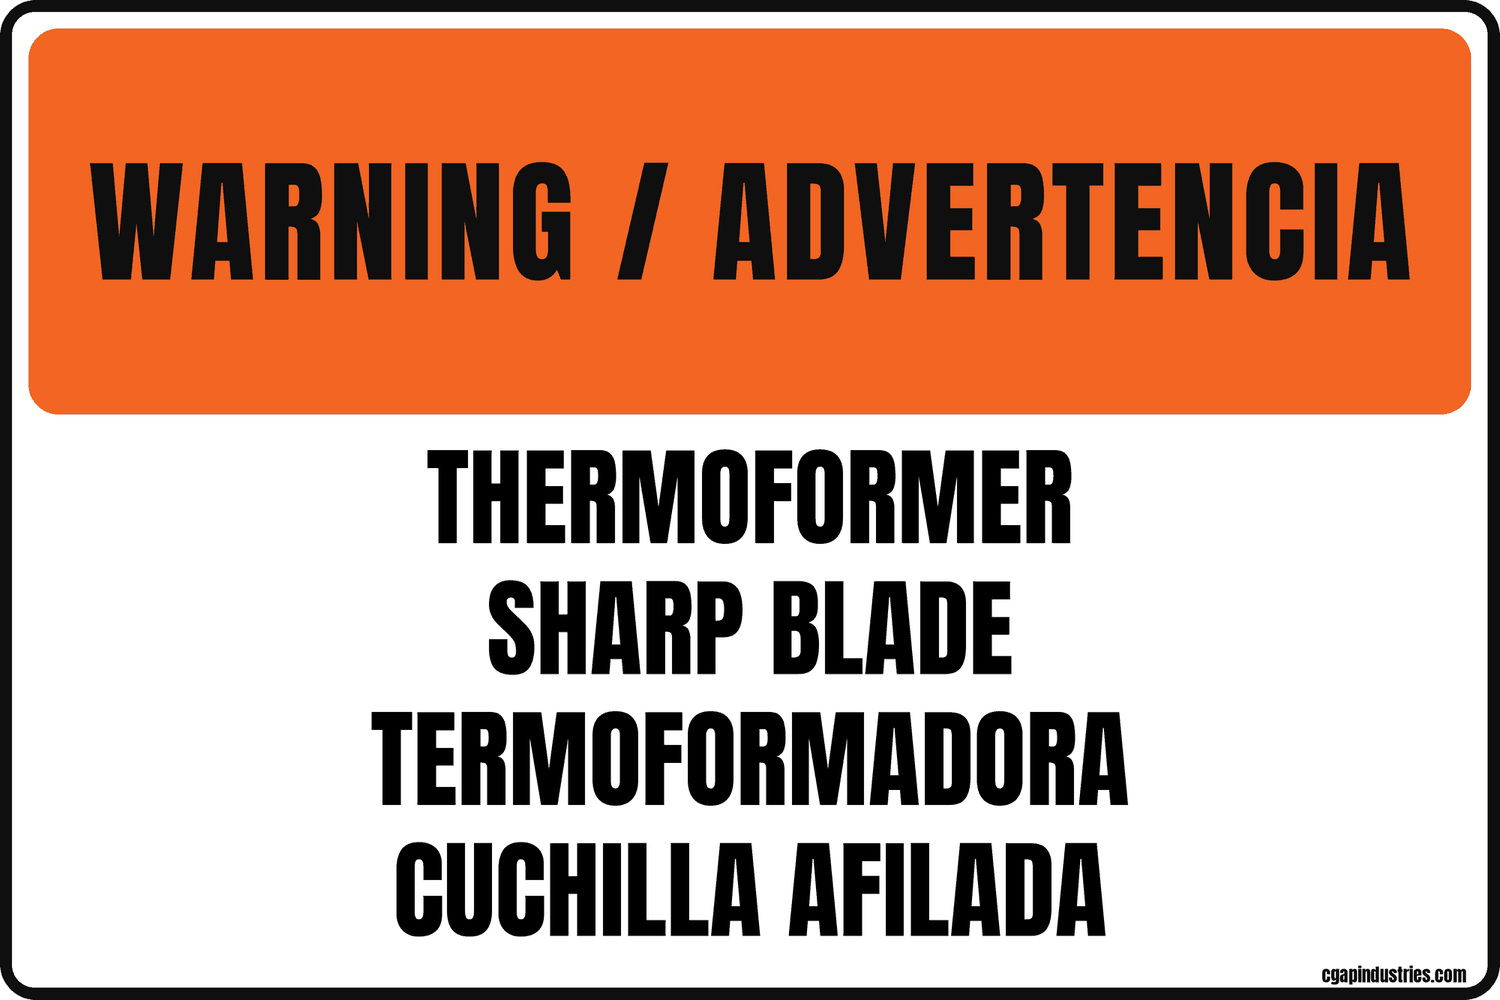 WARNING / ADVERTENCIA
THERMOFORMER
SHARP BLADE
TERMOFORMADORA
CUCHILLA AFILADA
cgapindustries.com